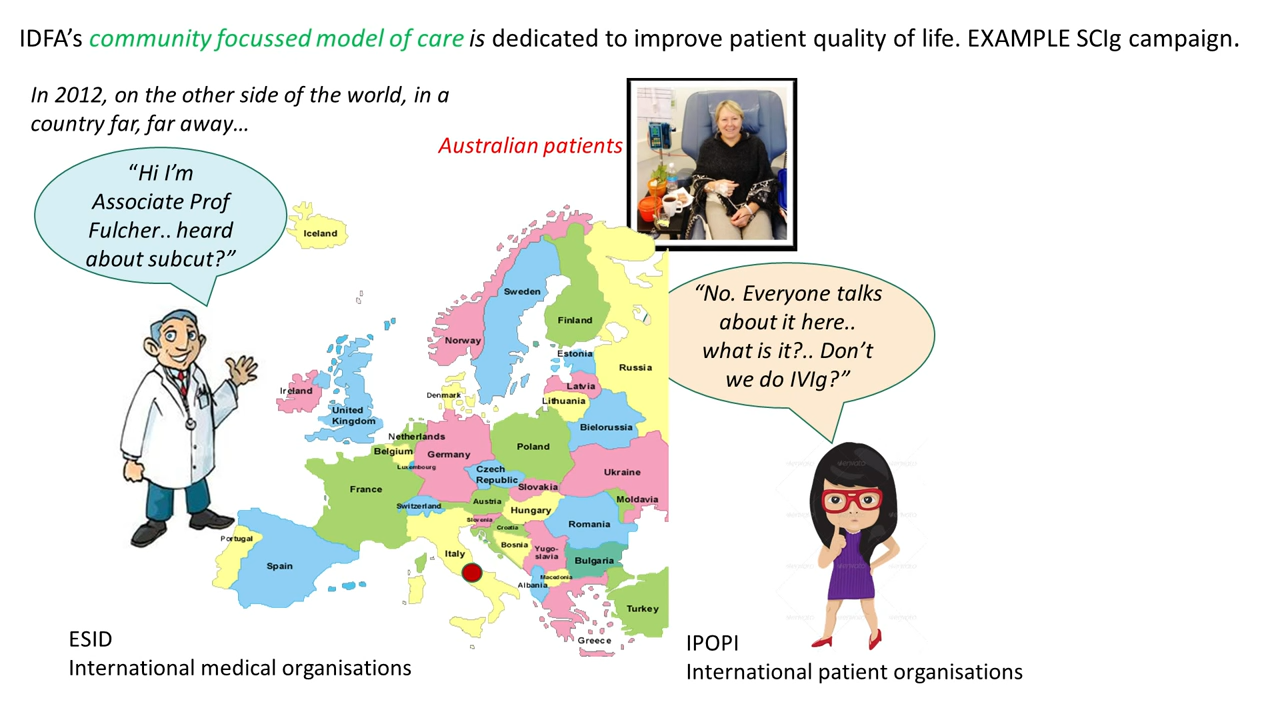 IDFA’s community focussed model of care is dedicated to improve patient quality of life. EXAMPLE SCIg campaign.
In 2012, on the other side of the world, in a
country far, far away…
Australian patients
“Hi I’m
Associate Prof
Fulcher.. heard
about subcut?”
Iceland
Sweden
Finland
Norway
Estonia
Russia
Latvia
Denmark
Lithuania
Ireland
United
Kingdom
Bielorussia
Netherlands
Belgium
Germany
Poland
Luxembourg
Czech
Republic
Ukraine
Slovakia
France
Moldavia
Switzerland
Austria
Hungary
Slovenia
Croatia
Romania
Portugal
Bosnia
Italy
Yugo-
slavia
Bulgaria
Spain
Macedonia
Albania
Turkey
Greece
“No. Everyone talks
about it here..
what is it?.. Don’t
we do IVIg?”
ESID
International medical organisations
IPOPI
International patient organisations